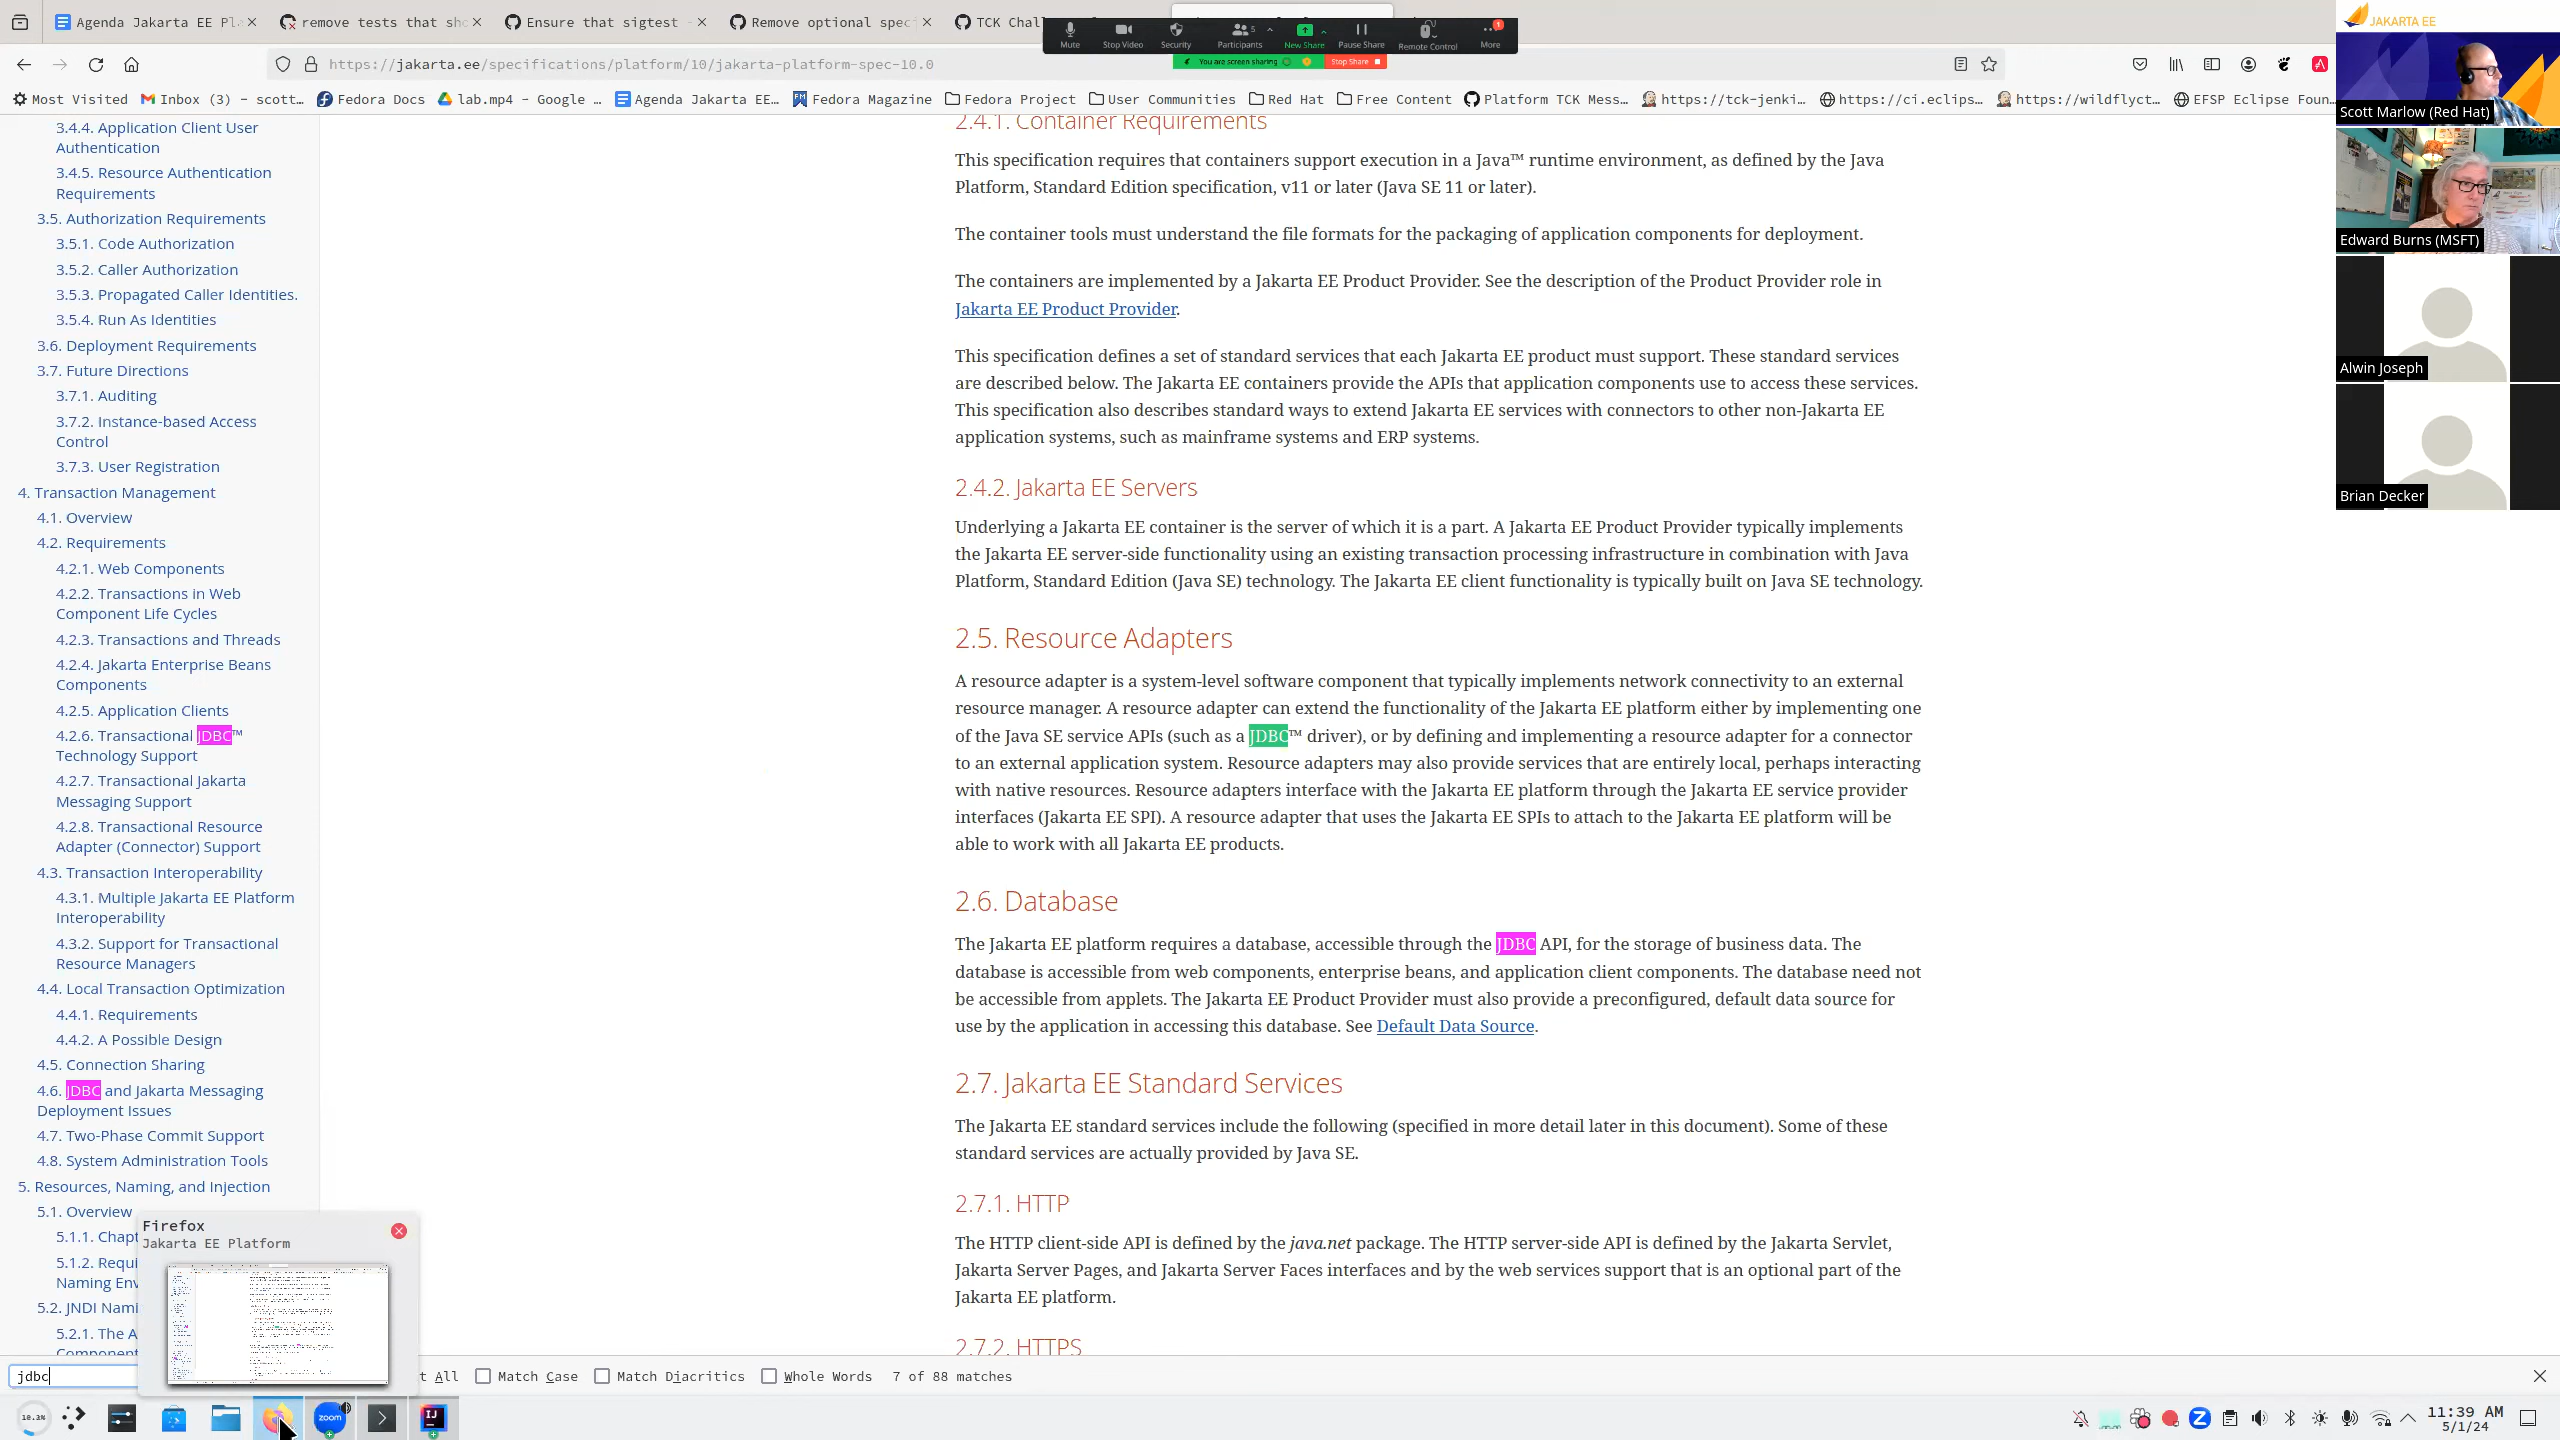 Agenda Jakarta EE Pl
remove tests that sho
Ensure that sigtest
Remove optional spec
TCK Chal
Mute
Stop Video
Security
Participants
5
New Share
Pause Share
Remote Control
More
1
You are screen sharing
Stop Share
https://jakarta.ee/specifications/platform/10/jakarta-platform-spec-10.0
Most Visited
Inbox (3) – scott…
Fedora Docs
lab.mp4 – Google …
Agenda Jakarta EE…
Fedora Magazine
Fedora Project
User Communities
Red Hat
Free Content
Platform TCK Mess…
https://tck-jenki…
https://ci.eclips…
https://wildflyct…
EFSP Eclipse Foun…
JAKARTA EE
Scott Marlow (Red Hat)
Edward Burns (MSFT)
Alwin Joseph
Brian Decker
3.4.4. Application Client User
Authentication
3.4.5. Resource Authentication
Requirements
3.5. Authorization Requirements
3.5.1. Code Authorization
3.5.2. Caller Authorization
3.5.3. Propagated Caller Identities.
3.5.4. Run As Identities
3.6. Deployment Requirements
3.7. Future Directions
3.7.1. Auditing
3.7.2. Instance-based Access
Control
3.7.3. User Registration
4. Transaction Management
4.1. Overview
4.2. Requirements
4.2.1. Web Components
4.2.2. Transactions in Web
Component Life Cycles
4.2.3. Transactions and Threads
4.2.4. Jakarta Enterprise Beans
Components
4.2.5. Application Clients
4.2.6. Transactional JDBC™
Technology Support
4.2.7. Transactional Jakarta
Messaging Support
4.2.8. Transactional Resource
Adapter (Connector) Support
4.3. Transaction Interoperability
4.3.1. Multiple Jakarta EE Platform
Interoperability
4.3.2. Support for Transactional
Resource Managers
4.4. Local Transaction Optimization
4.4.1. Requirements
4.4.2. A Possible Design
4.5. Connection Sharing
4.6. JDBC and Jakarta Messaging
Deployment Issues
4.7. Two-Phase Commit Support
4.8. System Administration Tools
5. Resources, Naming, and Injection
5.1. Overview
5.1.1. Chapt
5.1.2. Requi
Naming Env
5.2. JNDI Nami
5.2.1. The A
Component
Firefox
Jakarta EE Platform
2.4.1. Container Requirements
This specification requires that containers support execution in a Java™ runtime environment, as defined by the Java
Platform, Standard Edition specification, v11 or later (Java SE 11 or later).
The container tools must understand the file formats for the packaging of application components for deployment.
The containers are implemented by a Jakarta EE Product Provider. See the description of the Product Provider role in
Jakarta EE Product Provider.
This specification defines a set of standard services that each Jakarta EE product must support. These standard services
are described below. The Jakarta EE containers provide the APIs that application components use to access these services.
This specification also describes standard ways to extend Jakarta EE services with connectors to other non-Jakarta EE
application systems, such as mainframe systems and ERP systems.
2.4.2. Jakarta EE Servers
Underlying a Jakarta EE container is the server of which it is a part. A Jakarta EE Product Provider typically implements
the Jakarta EE server-side functionality using an existing transaction processing infrastructure in combination with Java
Platform, Standard Edition (Java SE) technology. The Jakarta EE client functionality is typically built on Java SE technology.
2.5. Resource Adapters
A resource adapter is a system-level software component that typically implements network connectivity to an external
resource manager. A resource adapter can extend the functionality of the Jakarta EE platform either by implementing one
of the Java SE service APIs (such as a JDBC™ driver), or by defining and implementing a resource adapter for a connector
to an external application system. Resource adapters may also provide services that are entirely local, perhaps interacting
with native resources. Resource adapters interface with the Jakarta EE platform through the Jakarta EE service provider
interfaces (Jakarta EE SPI). A resource adapter that uses the Jakarta EE SPIs to attach to the Jakarta EE platform will be
able to work with all Jakarta EE products.
2.6. Database
The Jakarta EE platform requires a database, accessible through the JDBC API, for the storage of business data. The
database is accessible from web components, enterprise beans, and application client components. The database need not
be accessible from applets. The Jakarta EE Product Provider must also provide a preconfigured, default data source for
use by the application in accessing this database. See Default Data Source.
2.7. Jakarta EE Standard Services
The Jakarta EE standard services include the following (specified in more detail later in this document). Some of these
standard services are actually provided by Java SE.
2.7.1. HTTP
The HTTP client-side API is defined by the java.net package. The HTTP server-side API is defined by the Jakarta Servlet,
Jakarta Server Pages, and Jakarta Server Faces interfaces and by the web services support that is an optional part of the
Jakarta EE platform.
2.7.2. HTTPS
jdbc
t All
Match Case
Match Diacritics
Whole Words
7 of 88 matches
10.3%
zoom
IJ
Z
11:39 AM
5/1/24